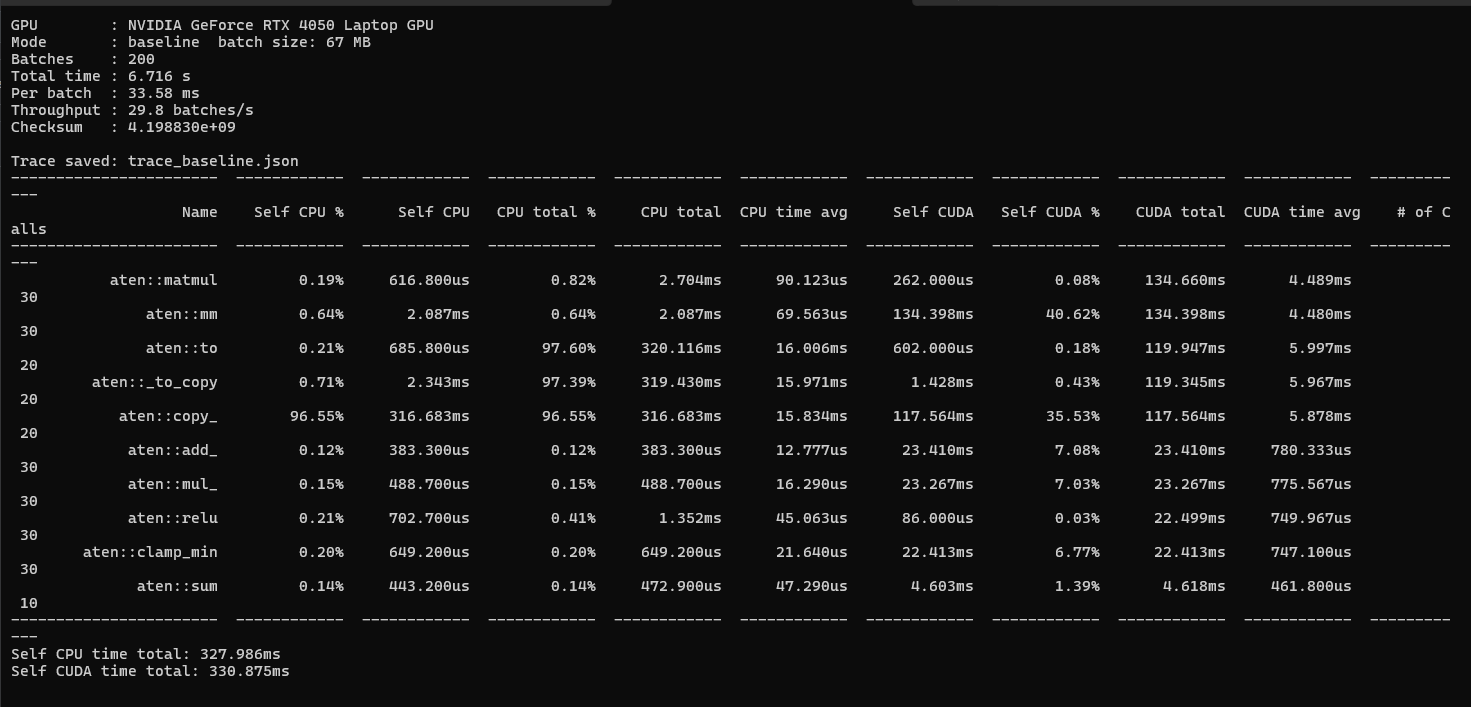 GPU        : NVIDIA GeForce RTX 4050 Laptop GPU
Mode       : baseline  batch size: 67 MB
Batches    : 200
Total time : 6.716 s
Per batch  : 33.58 ms
Throughput : 29.8 batches/s
Checksum   : 4.198830e+09
Trace saved: trace_baseline.json
-----------------------  ------------  ------------  ------------  ------------  ------------  ------------  ------------  ------------  ------------  ---------
---
Name    Self CPU %      Self CPU   CPU total %     CPU total  CPU time avg     Self CUDA   Self CUDA %    CUDA total  CUDA time avg    # of C
alls
-----------------------  ------------  ------------  ------------  ------------  ------------  ------------  ------------  ------------  ------------  ---------
---
aten::matmul         0.19%     616.800us         0.82%       2.704ms      90.123us     262.000us         0.08%     134.660ms       4.489ms
30
aten::mm         0.64%       2.087ms         0.64%       2.087ms      69.563us     134.398ms        40.62%     134.398ms       4.480ms
30
aten::to         0.21%     685.800us        97.60%     320.116ms      16.006ms     602.000us         0.18%     119.947ms       5.997ms
20
aten::_to_copy         0.71%       2.343ms        97.39%     319.430ms      15.971ms       1.428ms         0.43%     119.345ms       5.967ms
20
aten::copy_        96.55%     316.683ms        96.55%     316.683ms      15.834ms     117.564ms        35.53%     117.564ms       5.878ms
20
aten::add_         0.12%     383.300us         0.12%     383.300us      12.777us      23.410ms         7.08%      23.410ms     780.333us
30
aten::mul_         0.15%     488.700us         0.15%     488.700us      16.290us      23.267ms         7.03%      23.267ms     775.567us
30
aten::relu         0.21%     702.700us         0.41%       1.352ms      45.063us      86.000us         0.03%      22.499ms     749.967us
30
aten::clamp_min         0.20%     649.200us         0.20%     649.200us      21.640us      22.413ms         6.77%      22.413ms     747.100us
30
aten::sum         0.14%     443.200us         0.14%     472.900us      47.290us       4.603ms         1.39%       4.618ms     461.800us
10
-----------------------  ------------  ------------  ------------  ------------  ------------  ------------  ------------  ------------  ------------  ---------
---
Self CPU time total: 327.986ms
Self CUDA time total: 330.875ms